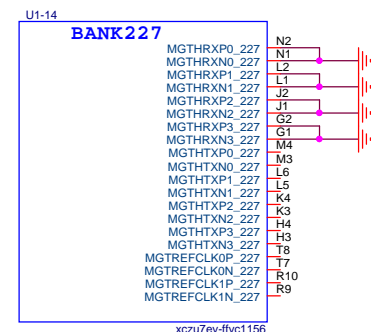 U1-14
BANK227
MGTHRXP0_227 N2
MGTHRXN0_227 N1
MGTHRXP1_227 L2
MGTHRXN1_227 L1
MGTHRXP2_227 J2
MGTHRXN2_227 J1
MGTHRXP3_227 G2
MGTHRXN3_227 G1
MGTHTXP0_227 M4
MGTHTXN0_227 M3
MGTHTXP1_227 L6
MGTHTXN1_227 L5
MGTHTXP2_227 K4
MGTHTXN2_227 K3
MGTHTXP3_227 H4
MGTHTXN3_227 H3
MGTREFCLK0P_227 T8
MGTREFCLK0N_227 T7
MGTREFCLK1P_227 R10
MGTREFCLK1N_227 R9
xczu7ev-ffvc1156